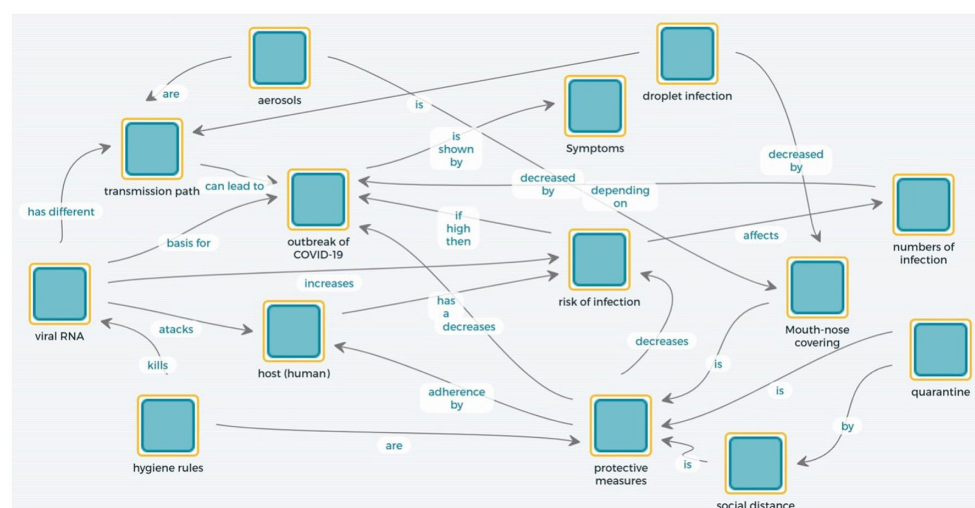 are
aerosols
droplet infection
is
is
shown
by
Symptoms
transmission path
can lead to
decreased
by
decreased
by
depending
on
has different
basis for
outbreak of
COVID-19
if
high
then
affects
numbers of
infection
increases
risk of infection
viral RNA
atacks
has
a
decreases
Mouth-nose
covering
kills
host (human)
decreases
is
adherence
by
is
quarantine
hygiene rules
are
by
protective
measures
is
social distance